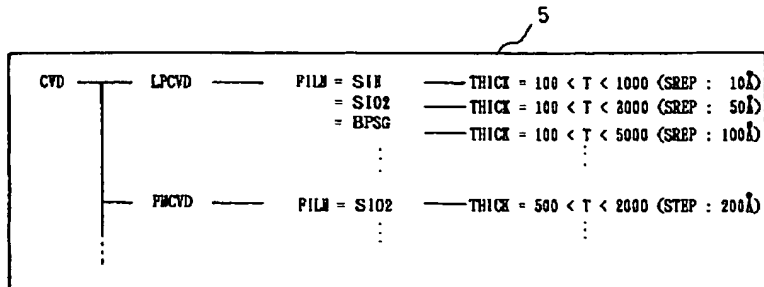 5
CVD LPCVD FILM = SIN THICK = 100 < T < 1000 (SREP : 10Å)
= SIO2 THICK = 100 < T < 2000 (SREP : 50Å)
= BPSG THICK = 100 < T < 5000 (SREP : 100Å)
PMCVD FILM = SIO2 THICK = 500 < T < 2000 (STEP : 200Å)